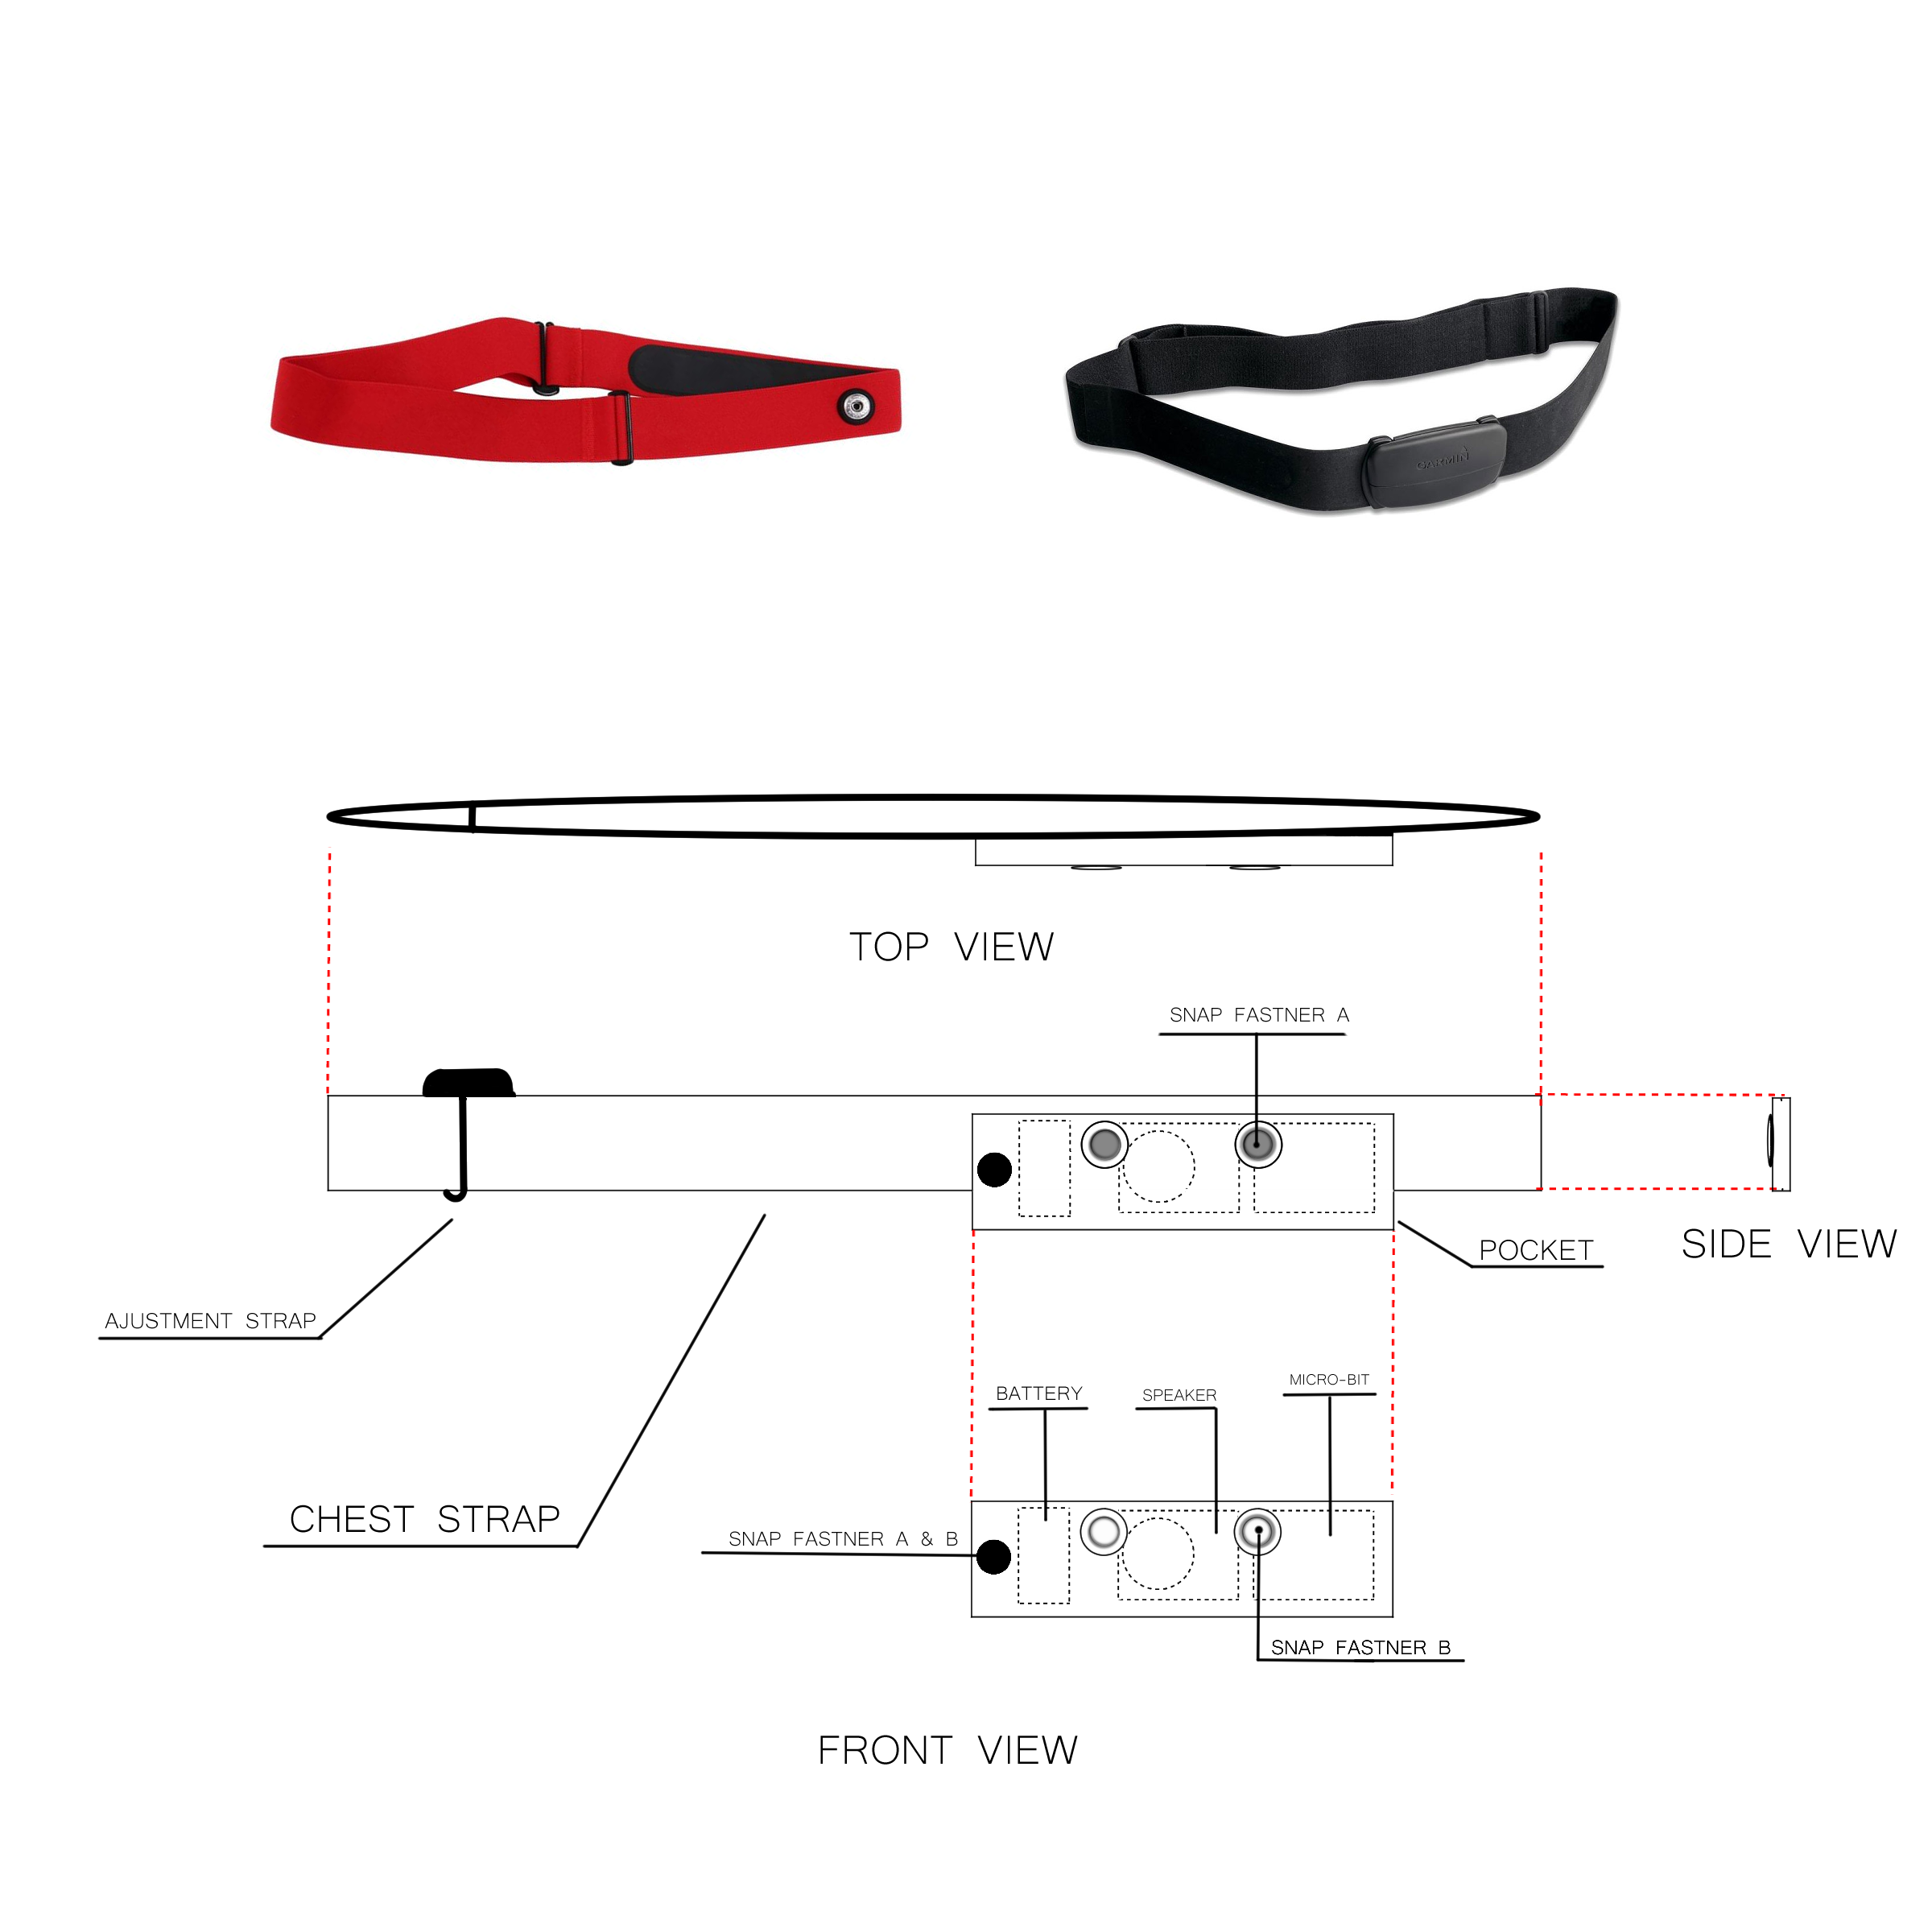 GARMIN
TOP VIEW
SNAP FASTNER A
POCKET
SIDE VIEW
AJUSTMENT STRAP
BATTERY
SPEAKER
MICRO-BIT
CHEST STRAP
SNAP FASTNER A & B
SNAP FASTNER B
FRONT VIEW